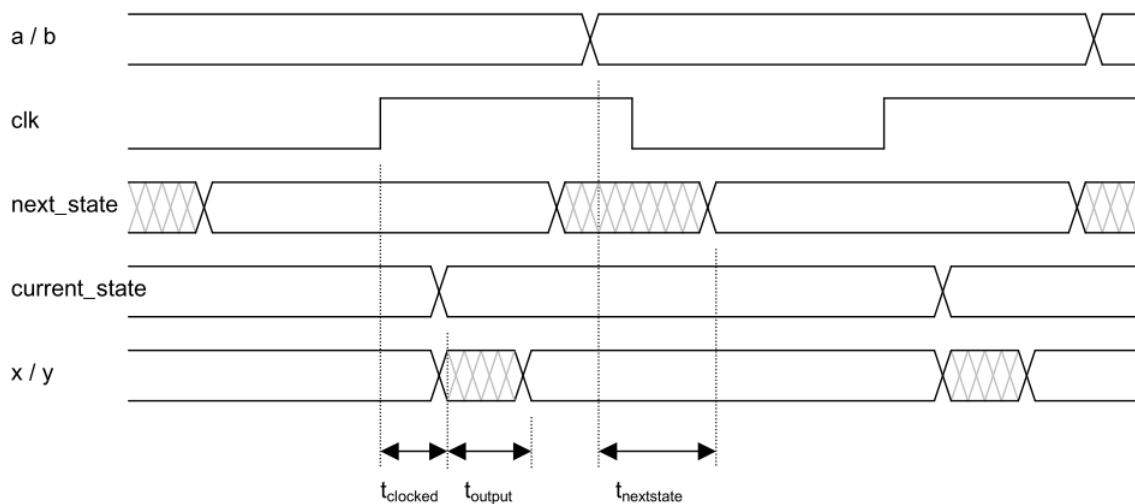 a / b
clk
next_state
current_state
x / y
tclocked toutput tnextstate